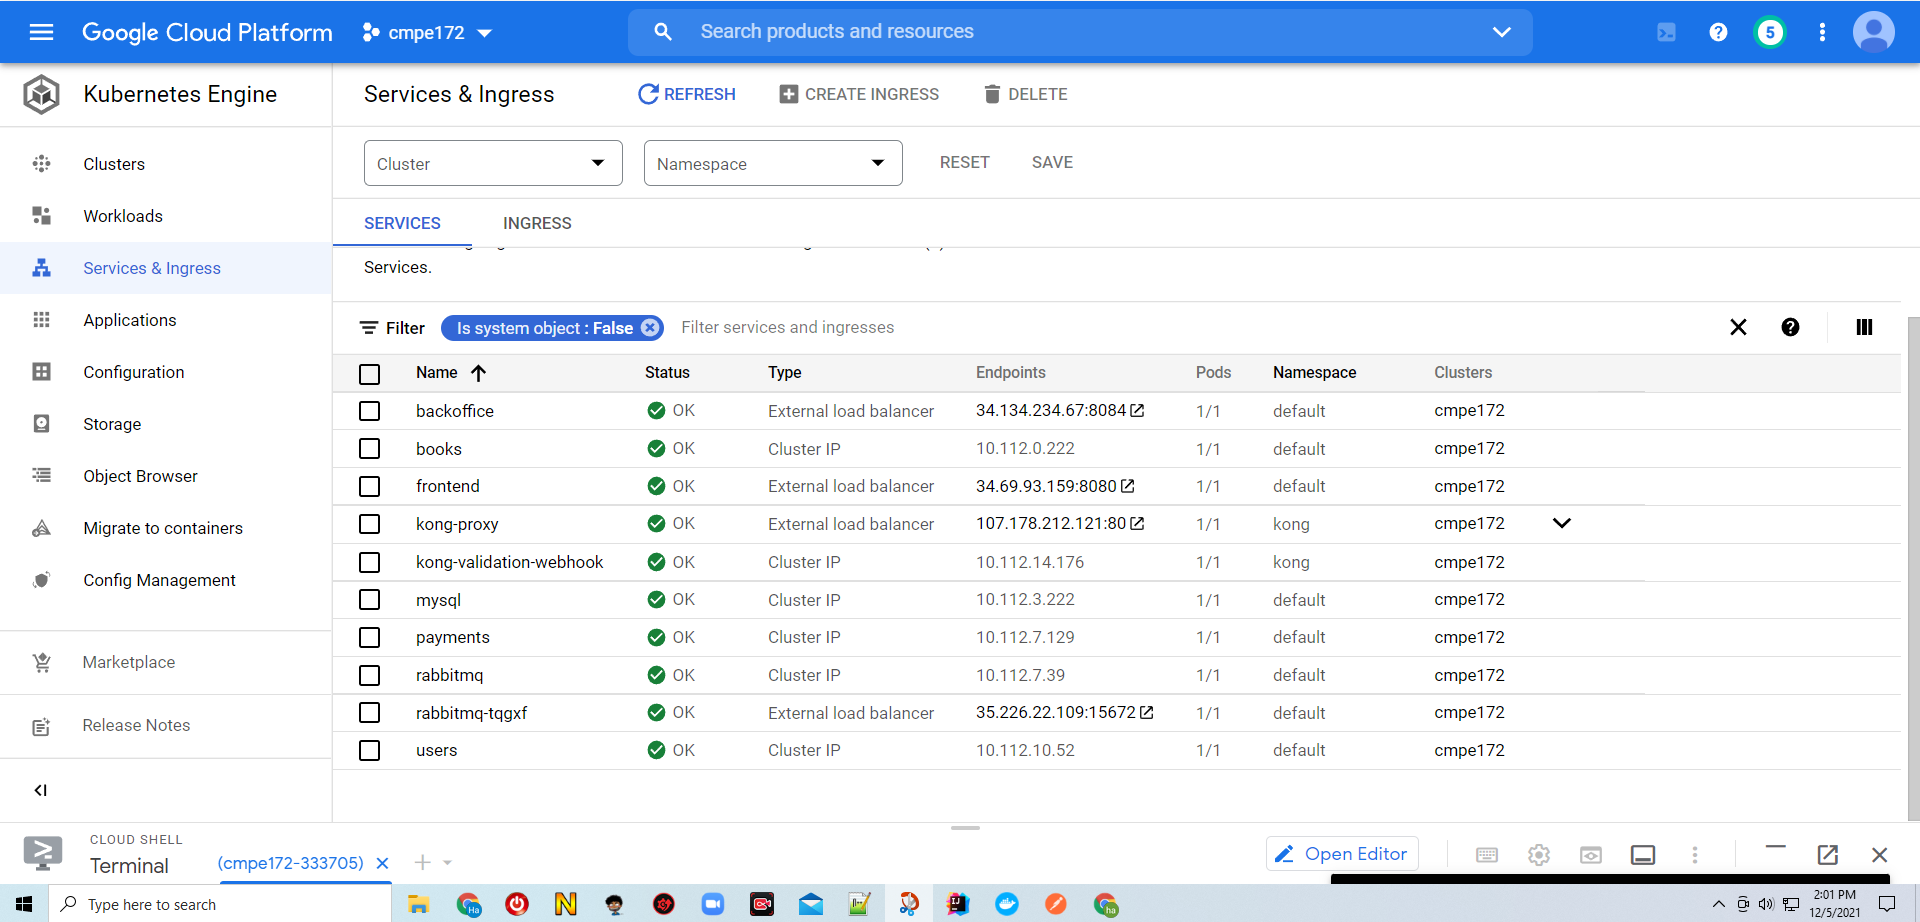 Google Cloud Platform
cmpe172
Search products and resources
5
Kubernetes Engine
Services & Ingress
REFRESH
CREATE INGRESS
DELETE
Clusters
Workloads
Services & Ingress
Applications
Configuration
Storage
Object Browser
Migrate to containers
Config Management
Marketplace
Release Notes
Cluster
Namespace
RESET
SAVE
SERVICES
INGRESS
Services.
Filter
Is system object : False
Filter services and ingresses
Name Status Type Endpoints Pods Namespace Clusters
backoffice OK External load balancer 34.134.234.67:8084 1/1 default cmpe172
books OK Cluster IP 10.112.0.222 1/1 default cmpe172
frontend OK External load balancer 34.69.93.159:8080 1/1 default cmpe172
kong-proxy OK External load balancer 107.178.212.121:80 1/1 kong cmpe172
kong-validation-webhook OK Cluster IP 10.112.14.176 1/1 kong cmpe172
mysql OK Cluster IP 10.112.3.222 1/1 default cmpe172
payments OK Cluster IP 10.112.7.129 1/1 default cmpe172
rabbitmq OK Cluster IP 10.112.7.39 1/1 default cmpe172
rabbitmq-tqgxf OK External load balancer 35.226.22.109:15672 1/1 default cmpe172
users OK Cluster IP 10.112.10.52 1/1 default cmpe172
CLOUD SHELL
Terminal
(cmpe172-333705)
Open Editor
Type here to search
2:01 PM
12/5/2021